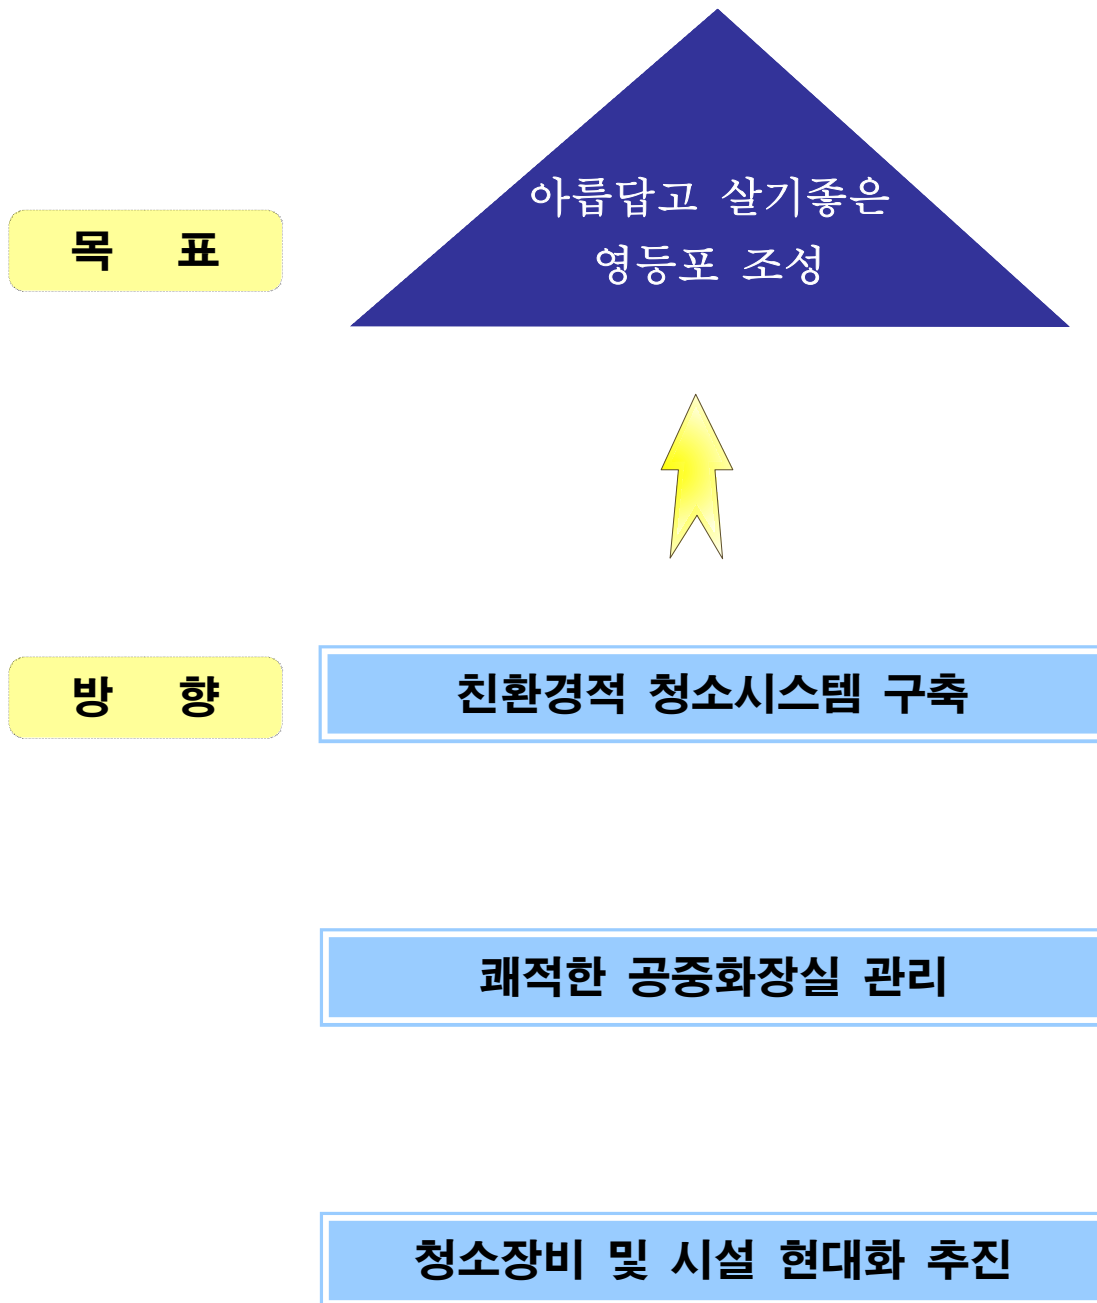 아름답고 살기좋은
영등포 조성
목 표
방 향
친환경적 청소시스템 구축
쾌적한 공중화장실 관리
청소장비 및 시설 현대화 추진